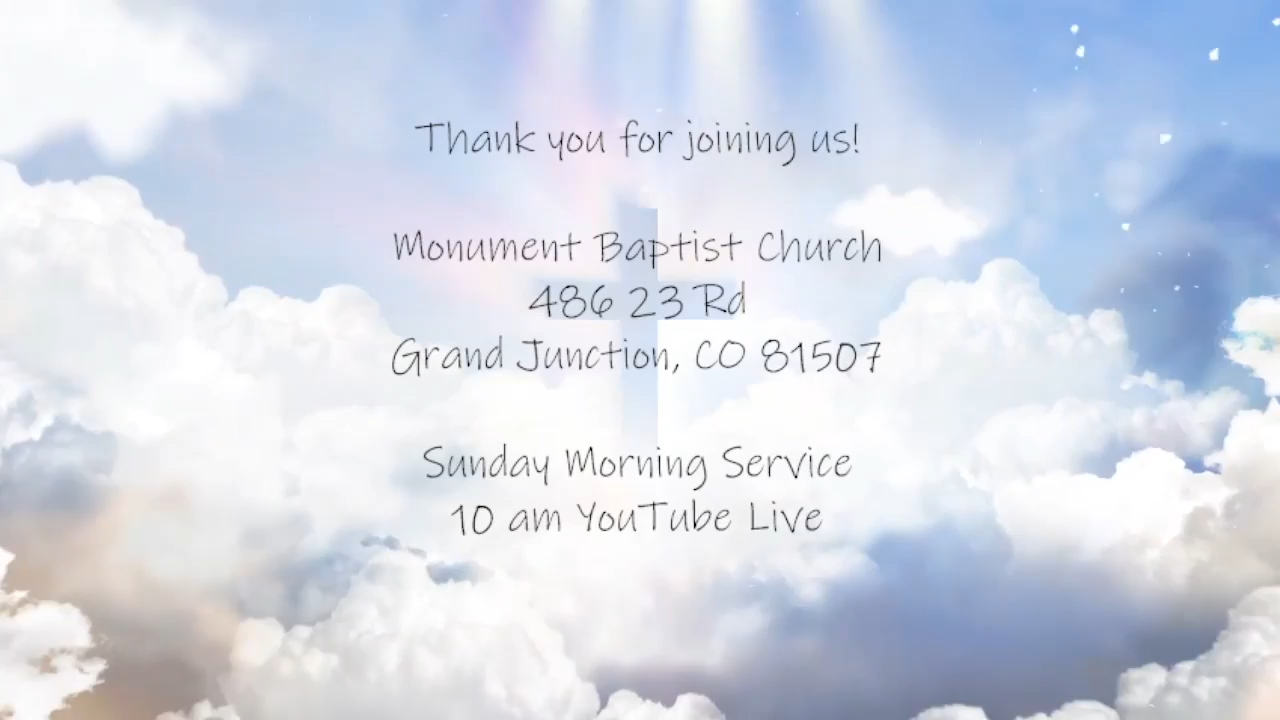 Thank you for joining us!
Monument Baptist Church
486 23 Rd
Grand Junction, CO 81507
Sunday Morning Service
10 am YouTube Live